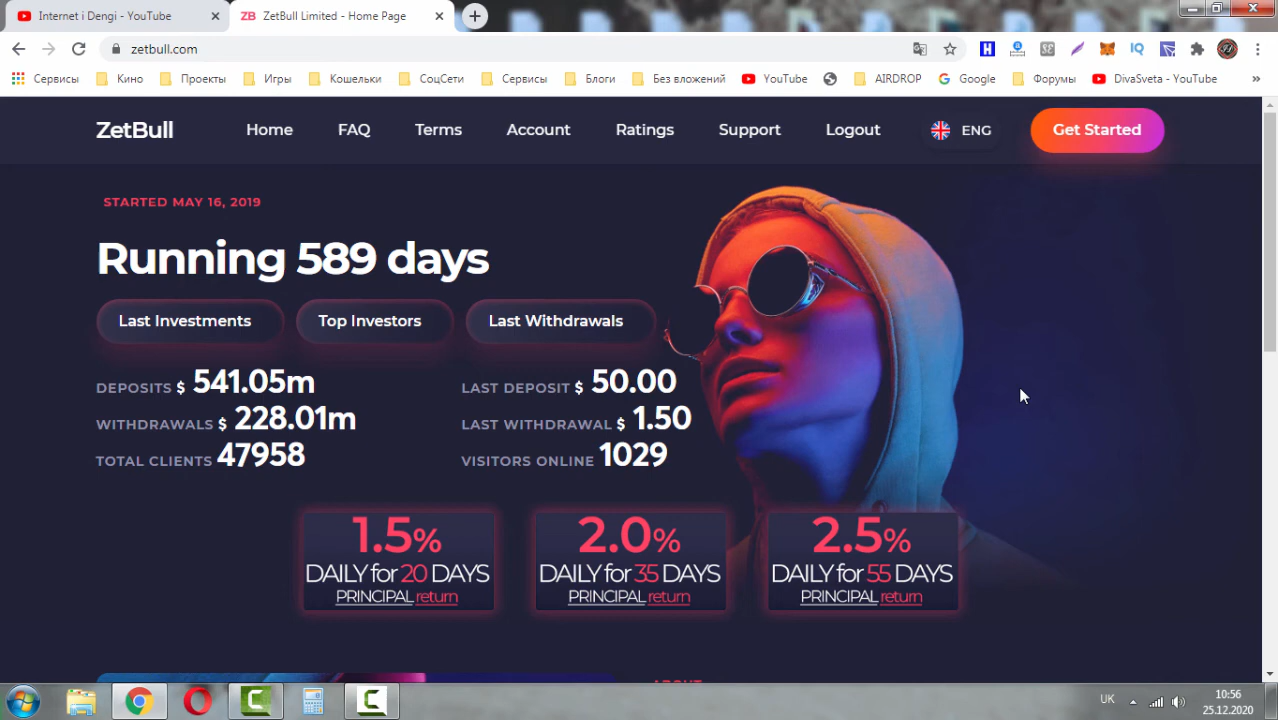 Internet i Dengi - YouTube
ZB ZetBull Limited - Home Page
zetbull.com
Сервисы
Кино
Проекты
Игры
Кошельки
СоцСети
Сервисы
Блоги
Без вложений
YouTube
AIRDROP
Google
Форумы
DivaSveta - YouTube
ZetBull
Home
FAQ
Terms
Account
Ratings
Support
Logout
ENG
Get Started
STARTED MAY 16, 2019
Running 589 days
Last Investments
Top Investors
Last Withdrawals
DEPOSITS $ 541.05m
LAST DEPOSIT $ 50.00
WITHDRAWALS $ 228.01m
LAST WITHDRAWAL $ 1.50
TOTAL CLIENTS 47958
VISITORS ONLINE 1029
1.5%
DAILY for 20 DAYS
PRINCIPAL return
2.0%
DAILY for 35 DAYS
PRINCIPAL return
2.5%
DAILY for 55 DAYS
PRINCIPAL return
UK
10:56
25.12.2020